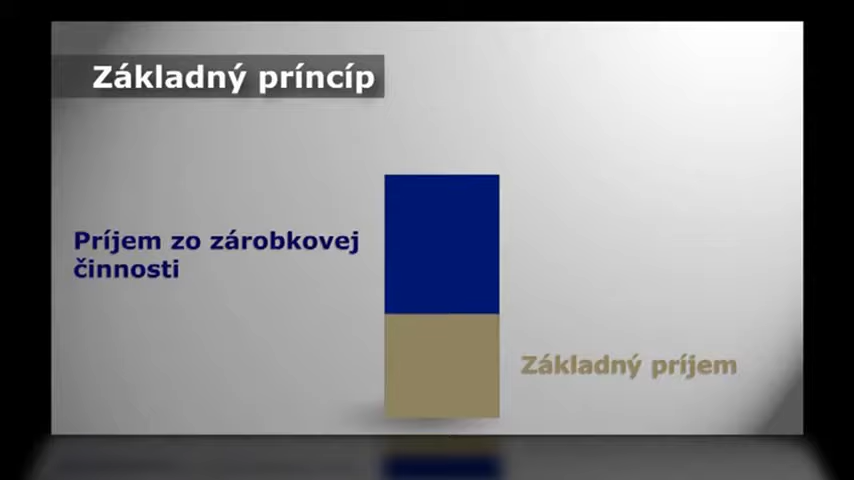 Základný príncíp
Príjem zo zárobkovej
činnosti
Základný príjem